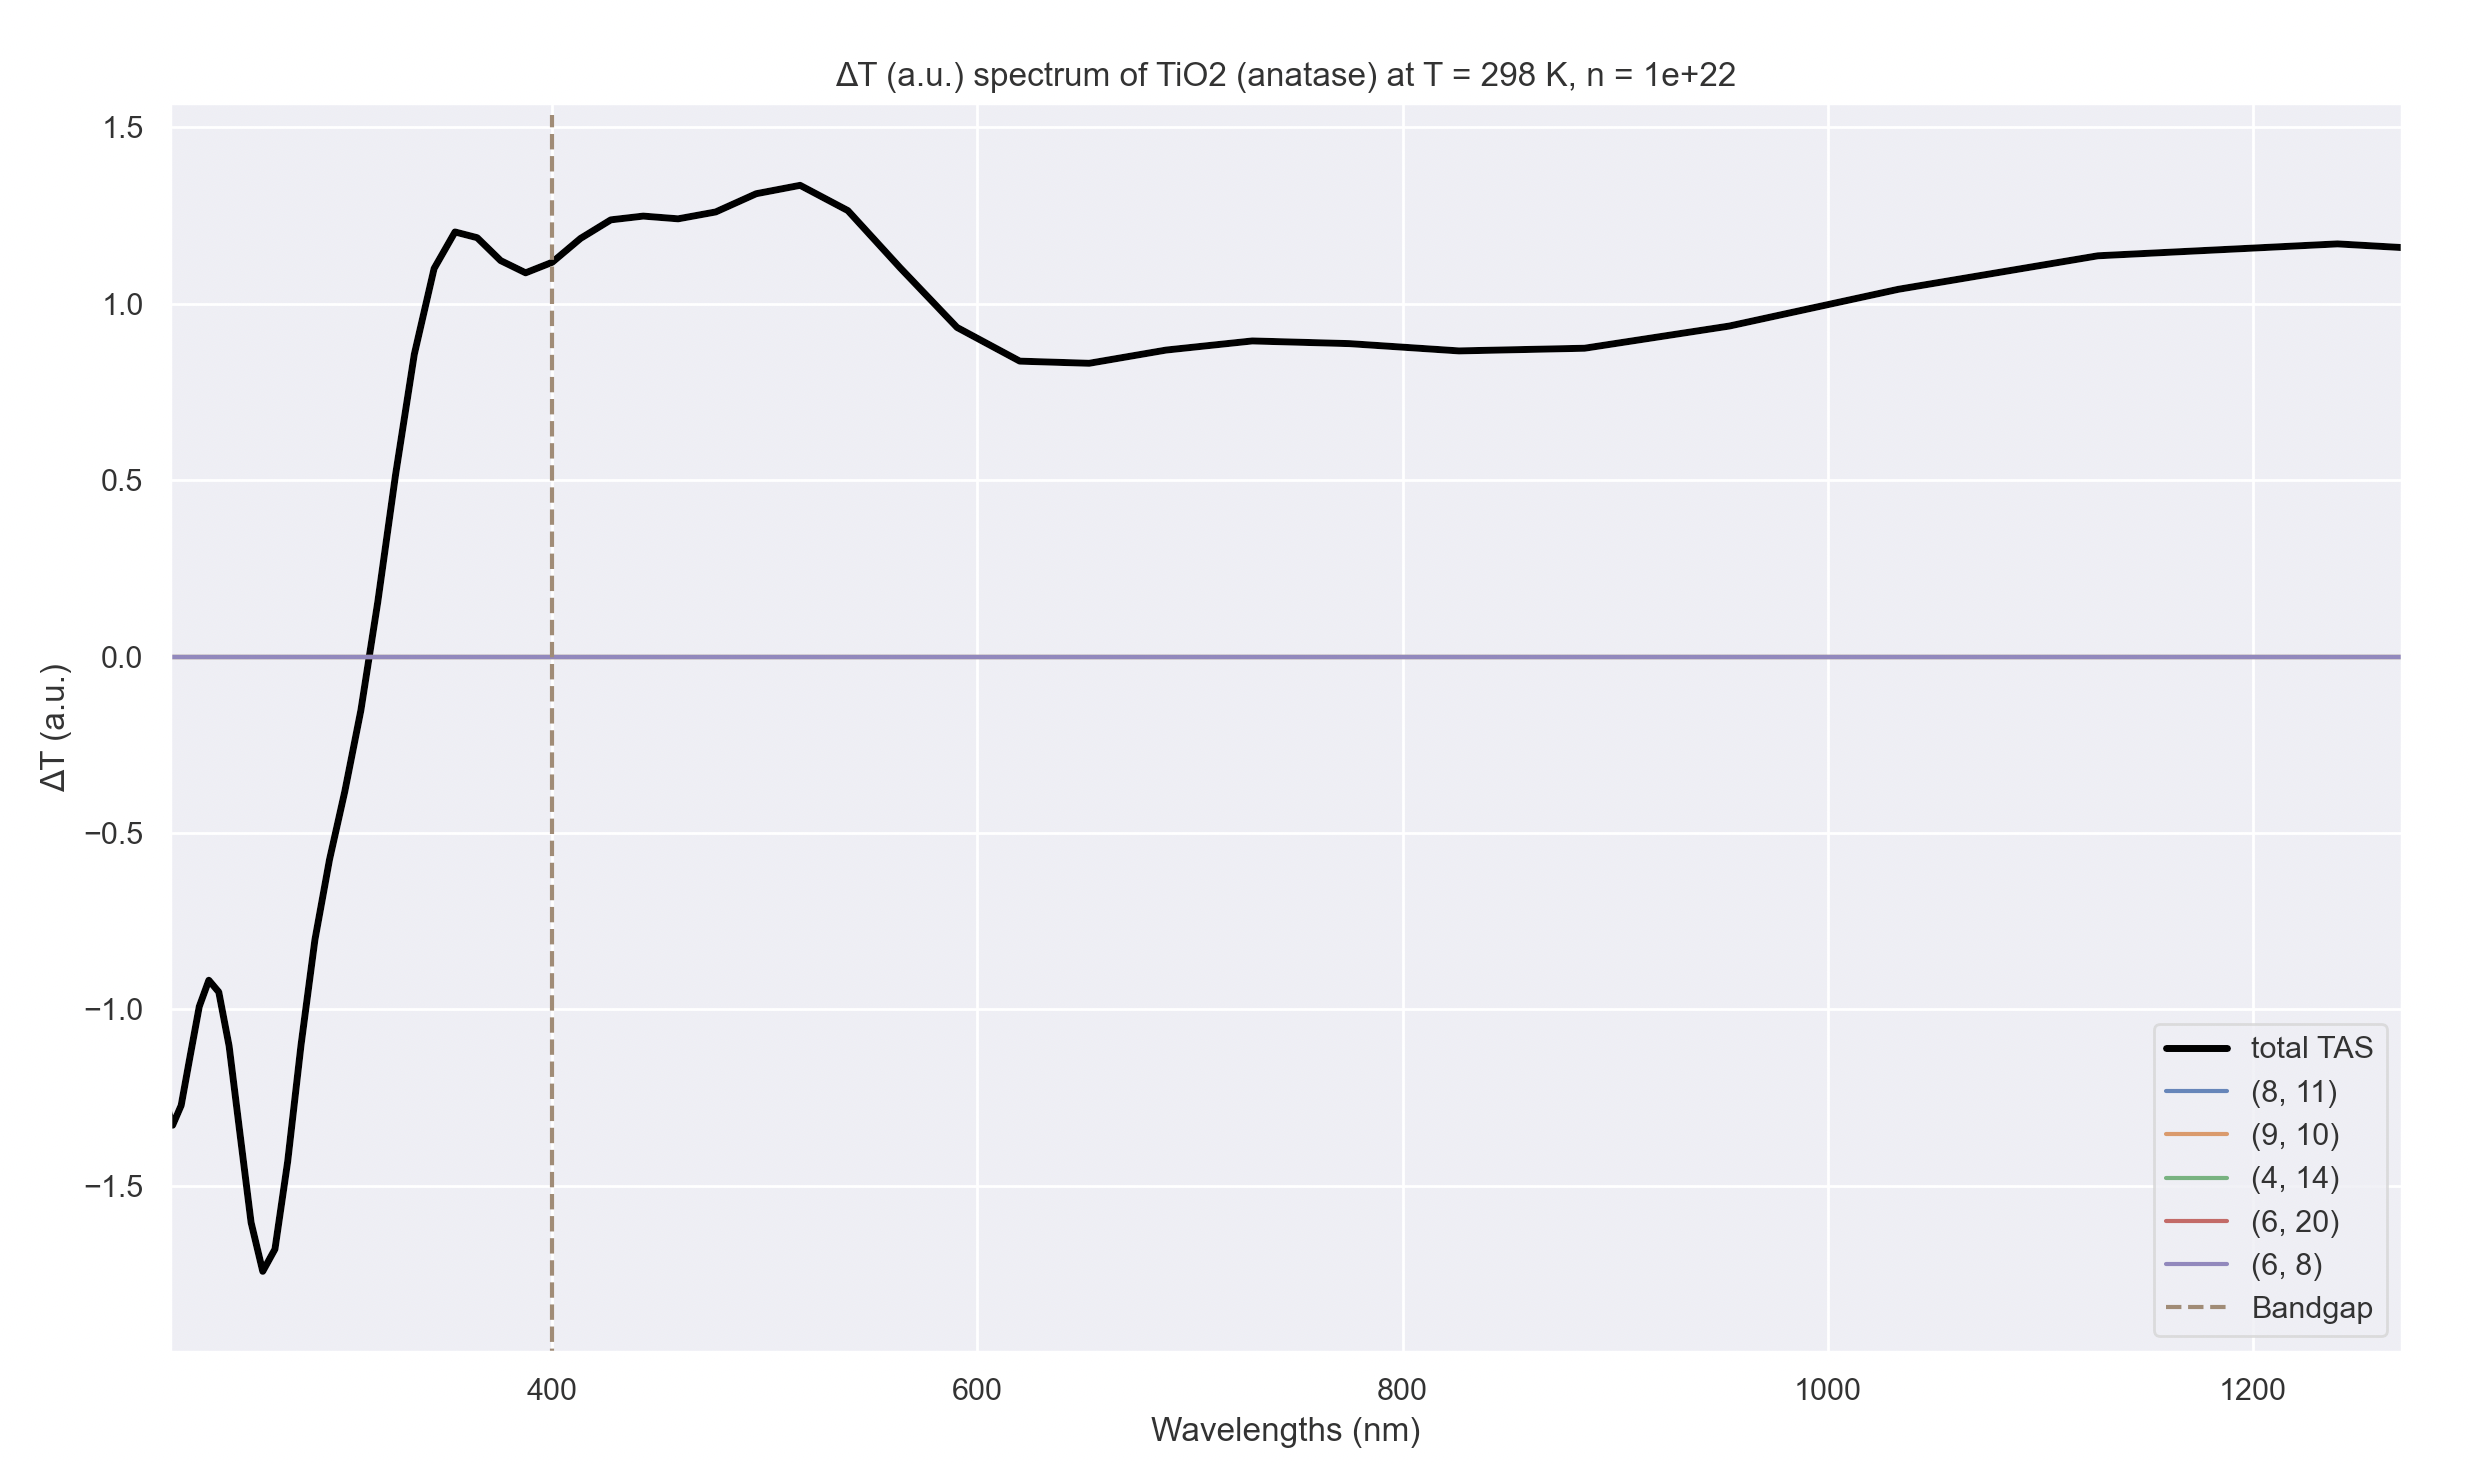 ΔT (a.u.) spectrum of TiO2 (anatase) at T = 298 K, n = 1e+22
1.5
1.0
0.5
0.0
−0.5
−1.0
−1.5
ΔT (a.u.)
total TAS
(8, 11)
(9, 10)
(4, 14)
(6, 20)
(6, 8)
Bandgap
400 600 800 1000 1200
Wavelengths (nm)